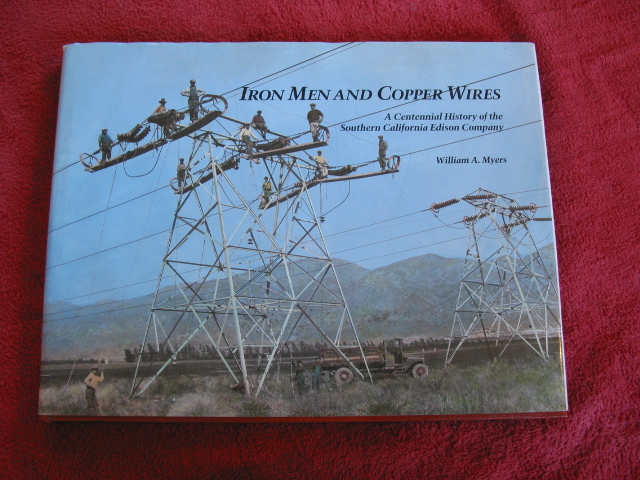 IRON MEN AND COPPER WIRES
A Centennial History of the
Southern California Edison Company
William A. Myers